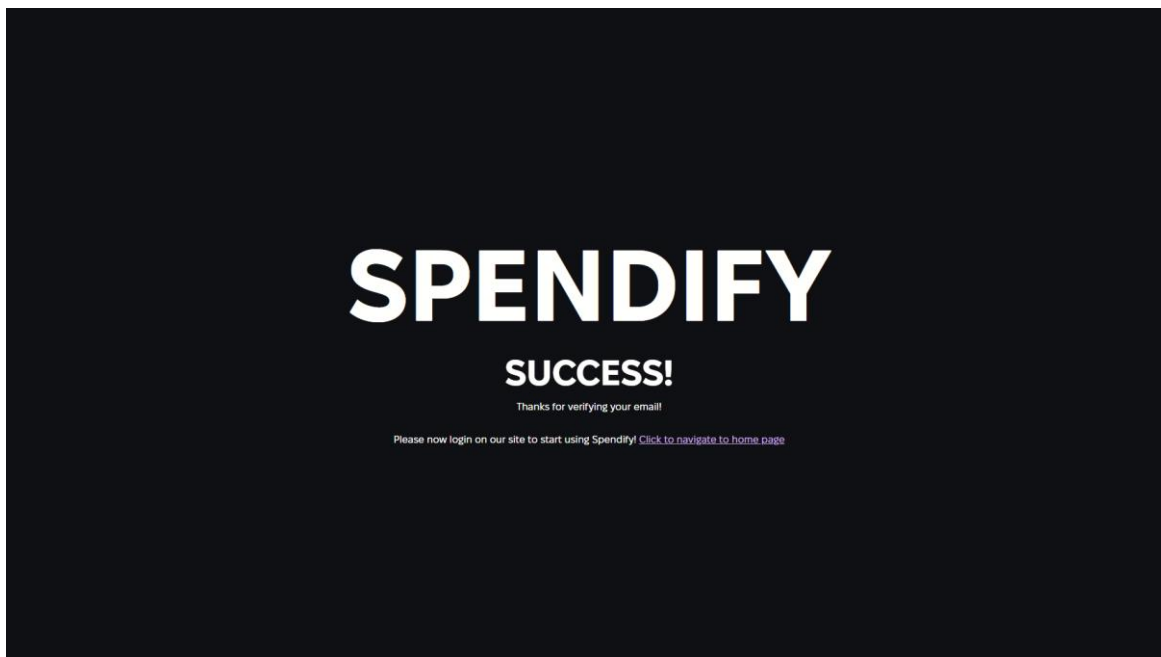 SPENDIFY
SUCCESS!
Thanks for verifying your email!
Please now login on our site to start using Spendify! Click to navigate to home page